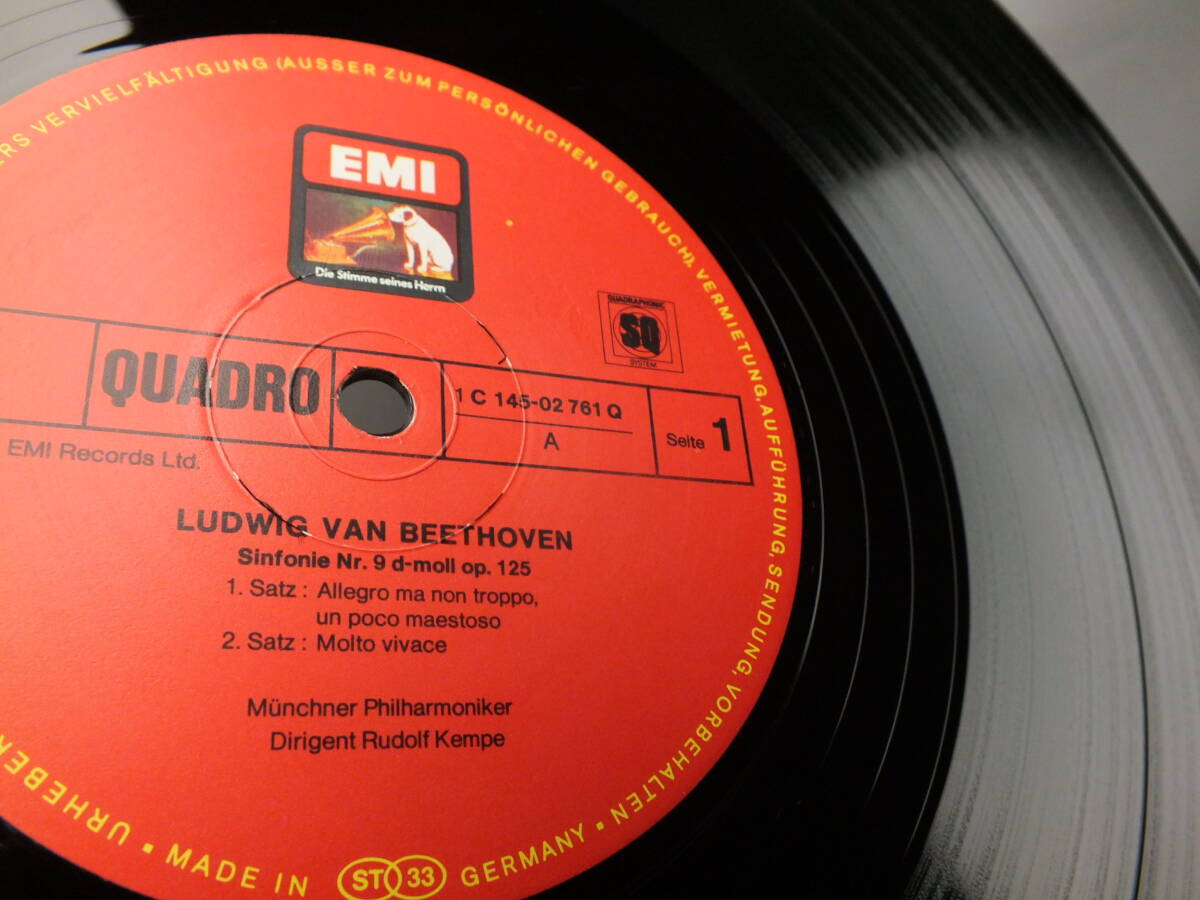 ERS VERVIELFÄLTIGUNG (AUSSER ZUM PERSÖNLICHEN GEBRAUCH), VERMIETUNG, AUFFÜHRUNG, SENDUNG, VORBEHALTEN
EMI
Die Stimme seines Herrn
QUADRAPHONIC
SQ
SYSTEM
QUADRO
1 C 145-02 761 Q
A
Seite 1
EMI Records Ltd.
LUDWIG VAN BEETHOVEN
Sinfonie Nr. 9 d-moll op. 125
1. Satz : Allegro ma non troppo,
un poco maestoso
2. Satz : Molto vivace
Münchner Philharmoniker
Dirigent Rudolf Kempe
URHEBER
MADE IN ST 33 GERMANY